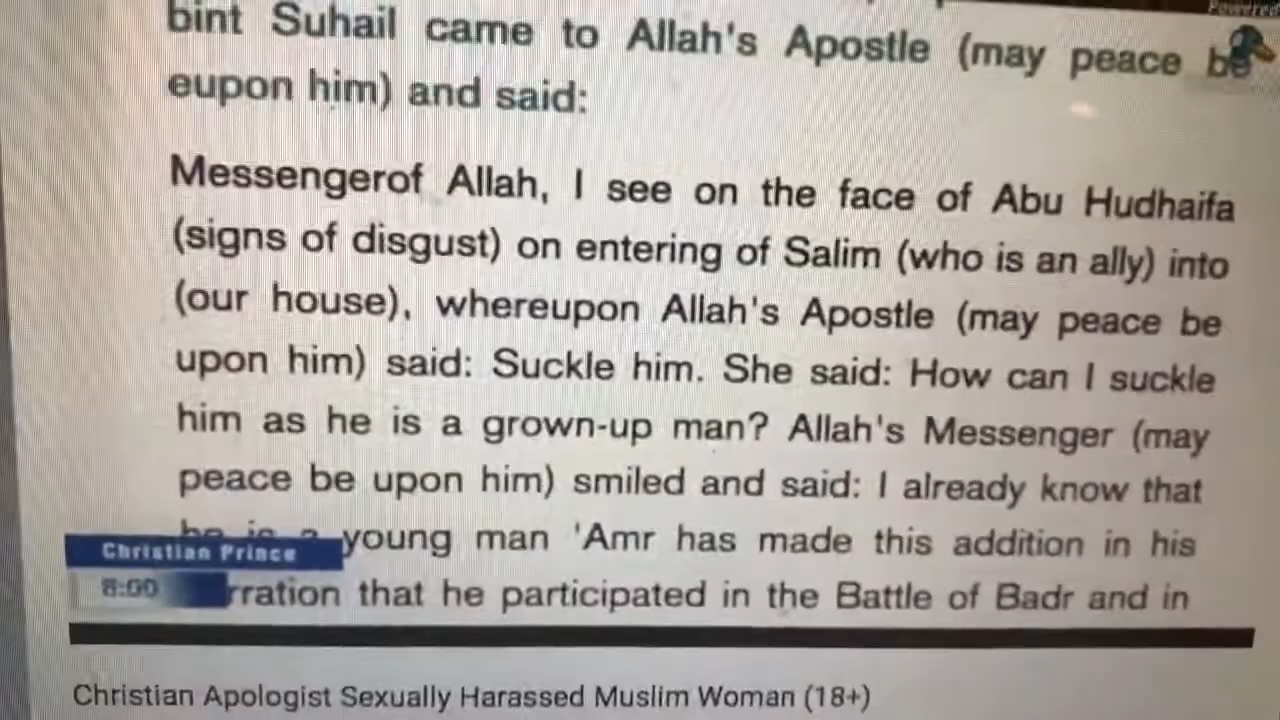 Powered
bint Suhail came to Allah's Apostle (may peace be
eupon him) and said:
Messengerof Allah, I see on the face of Abu Hudhaifa
(signs of disgust) on entering of Salim (who is an ally) into
(our house), whereupon Allah's Apostle (may peace be
upon him) said: Suckle him. She said: How can I suckle
him as he is a grown-up man? Allah's Messenger (may
peace be upon him) smiled and said: I already know that
he is a young man 'Amr has made this addition in his
rration that he participated in the Battle of Badr and in
Christian Prince
8:00
Christian Apologist Sexually Harassed Muslim Woman (18+)